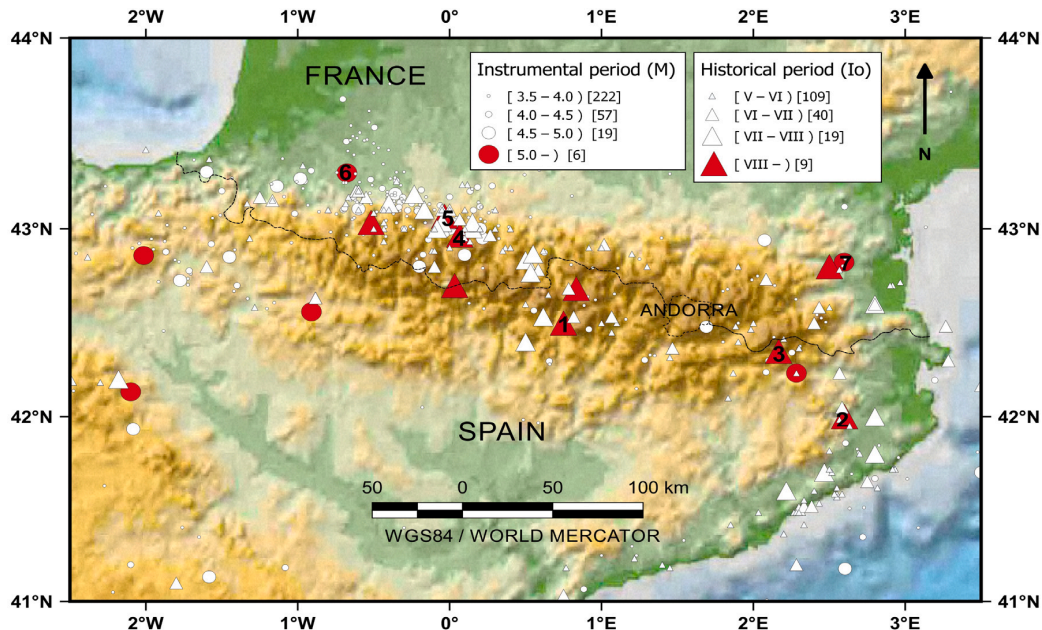 2°W 1°W 0° 1°E 2°E 3°E
44°N 44°N
FRANCE
Instrumental period (M)
[ 3.5 – 4.0 ) [222]
[ 4.0 – 4.5 ) [57]
[ 4.5 – 5.0 ) [19]
[ 5.0 – ) [6]
Historical period (Io)
[ V – VI ) [109]
[ VI – VII ) [40]
[ VII – VIII ) [19]
[ VIII – ) [9]
N
6
43°N 43°N
5
4
7
ANDORRA
1
3
42°N 42°N
2
SPAIN
50 0 50 100 km
WGS84 / WORLD MERCATOR
41°N 41°N
2°W 1°W 0° 1°E 2°E 3°E